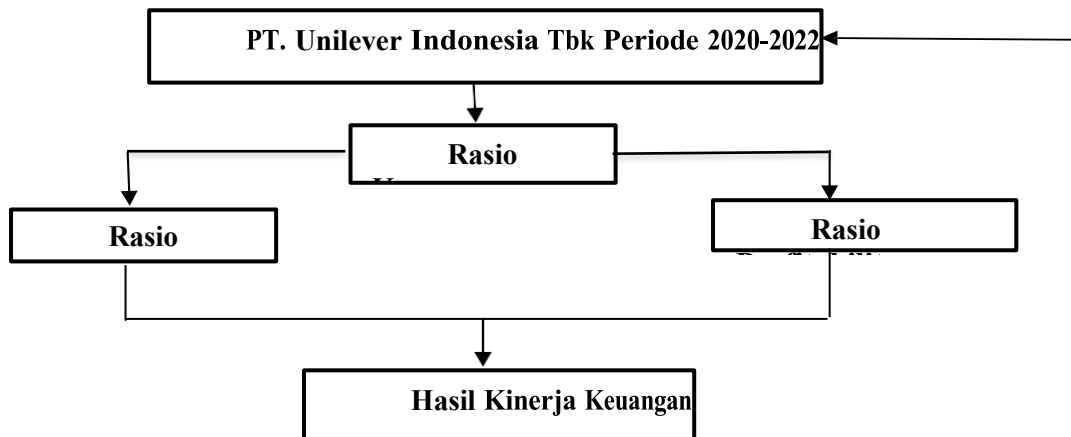 PT. Unilever Indonesia Tbk Periode 2020-2022
Rasio
Rasio
Rasio
Hasil Kinerja Keuangan